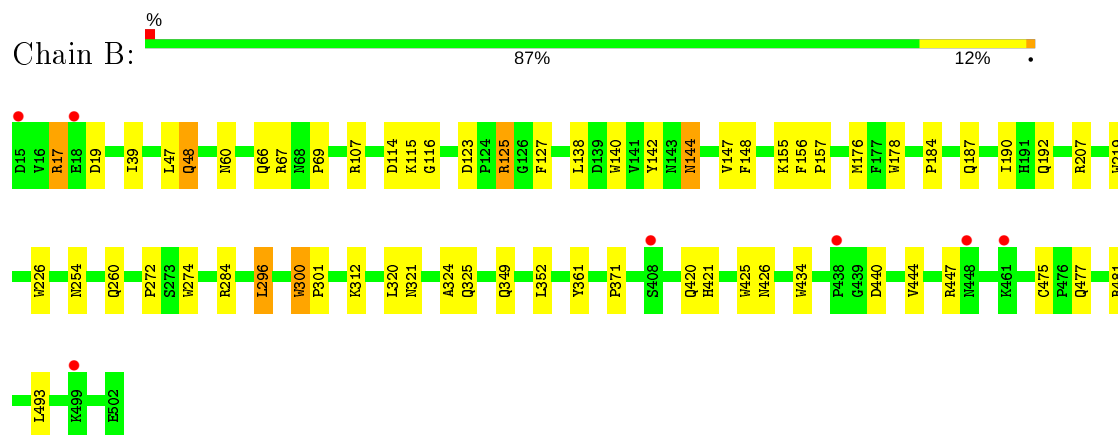 %
Chain B:
87% 12% •
D15 V16 R17 E18 D19 I39 L47 Q48 N60 Q66 R67 N68 P69 R107 D114 K115 G116 D123 P124 R125 G126 F127 L138 D139 W140 V141 Y142 N143 N144 V147 F148 K155 F156 P157 M176 F177 W178 P184 Q187 I190 H191 Q192 R207 W219
W226 N254 Q260 P272 S273 W274 R284 L296 W300 P301 K312 L320 N321 A324 Q325 Q349 L352 Y361 P371 S408 Q420 H421 W425 N426 W434 P438 G439 D440 V444 R447 N448 K461 C475 P476 Q477
L493 K499 E502